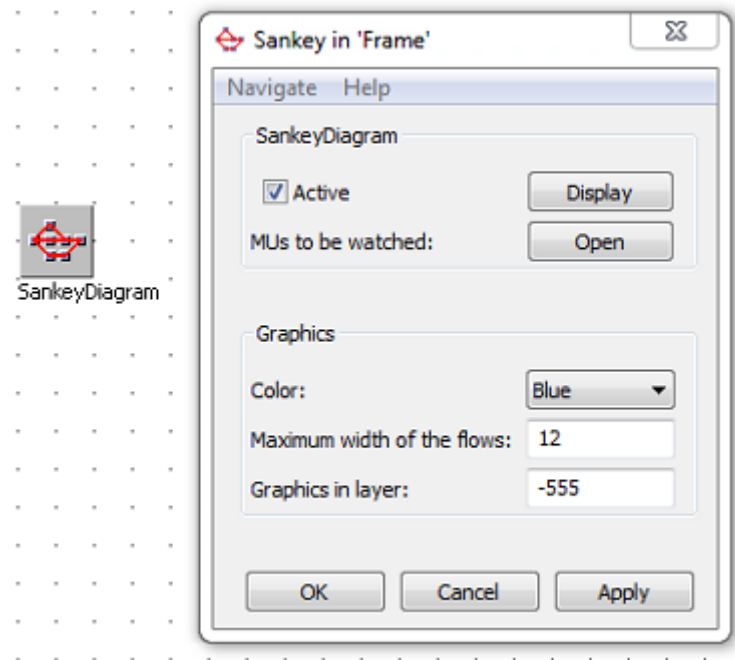 Sankey in 'Frame'
Navigate Help
SankeyDiagram
Active
Display
MUs to be watched:
Open
SankeyDiagram
Graphics
Color:
Blue
Maximum width of the flows:
12
Graphics in layer:
-555
OK
Cancel
Apply